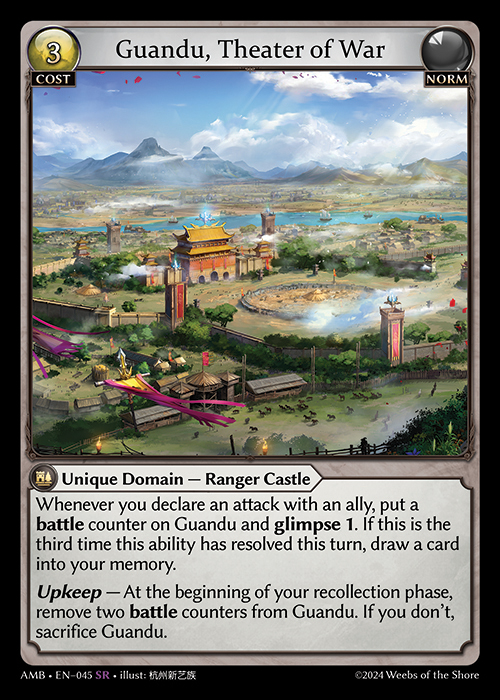 3
COST
Guandu, Theater of War
NORM
Unique Domain — Ranger Castle
Whenever you declare an attack with an ally, put a
battle counter on Guandu and glimpse 1. If this is the
third time this ability has resolved this turn, draw a card
into your memory.
Upkeep — At the beginning of your recollection phase,
remove two battle counters from Guandu. If you don't,
sacrifice Guandu.
AMB • EN–045 SR • illust: 杭州新艺族
©2024 Weebs of the Shore